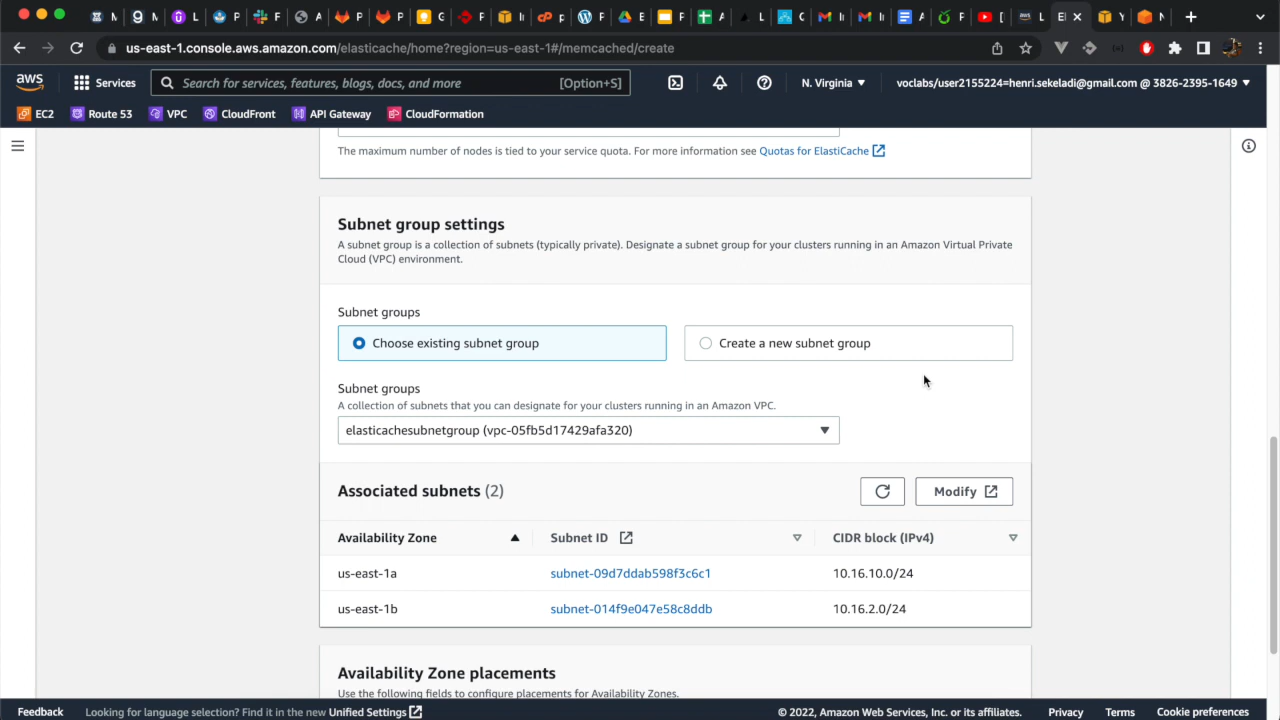 us-east-1.console.aws.amazon.com/elasticache/home?region=us-east-1#/memcached/create
aws
Services
Search for services, features, blogs, docs, and more
[Option+S]
N. Virginia
voclabs/user2155224=henri.sekeladi@gmail.com @ 3826-2395-1649
EC2
Route 53
VPC
CloudFront
API Gateway
CloudFormation
The maximum number of nodes is tied to your service quota. For more information see Quotas for ElastiCache
Subnet group settings
A subnet group is a collection of subnets (typically private). Designate a subnet group for your clusters running in an Amazon Virtual Private
Cloud (VPC) environment.
Subnet groups
Choose existing subnet group
Create a new subnet group
Subnet groups
A collection of subnets that you can designate for your clusters running in an Amazon VPC.
elasticachesubnetgroup (vpc-05fb5d17429afa320)
Associated subnets (2)
Modify
Availability Zone
Subnet ID
CIDR block (IPv4)
us-east-1a
subnet-09d7ddab598f3c6c1
10.16.10.0/24
us-east-1b
subnet-014f9e047e58c8ddb
10.16.2.0/24
Availability Zone placements
Use the following fields to configure placements for Availability Zones.
Feedback
Looking for language selection? Find it in the new Unified Settings
© 2022, Amazon Web Services, Inc. or its affiliates.
Privacy
Terms
Cookie preferences